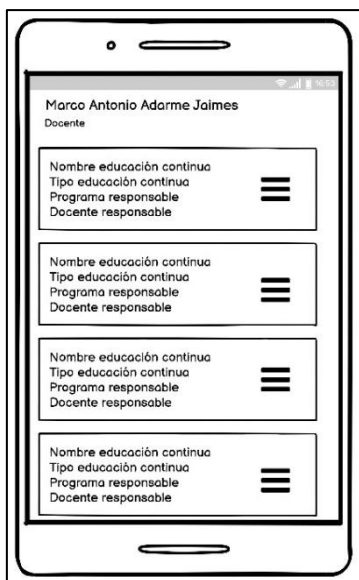 16:53
Marco Antonio Adarme Jaimes
Docente
Nombre educación continua
Tipo educación continua
Programa responsable
Docente responsable
Nombre educación continua
Tipo educación continua
Programa responsable
Docente responsable
Nombre educación continua
Tipo educación continua
Programa responsable
Docente responsable
Nombre educación continua
Tipo educación continua
Programa responsable
Docente responsable